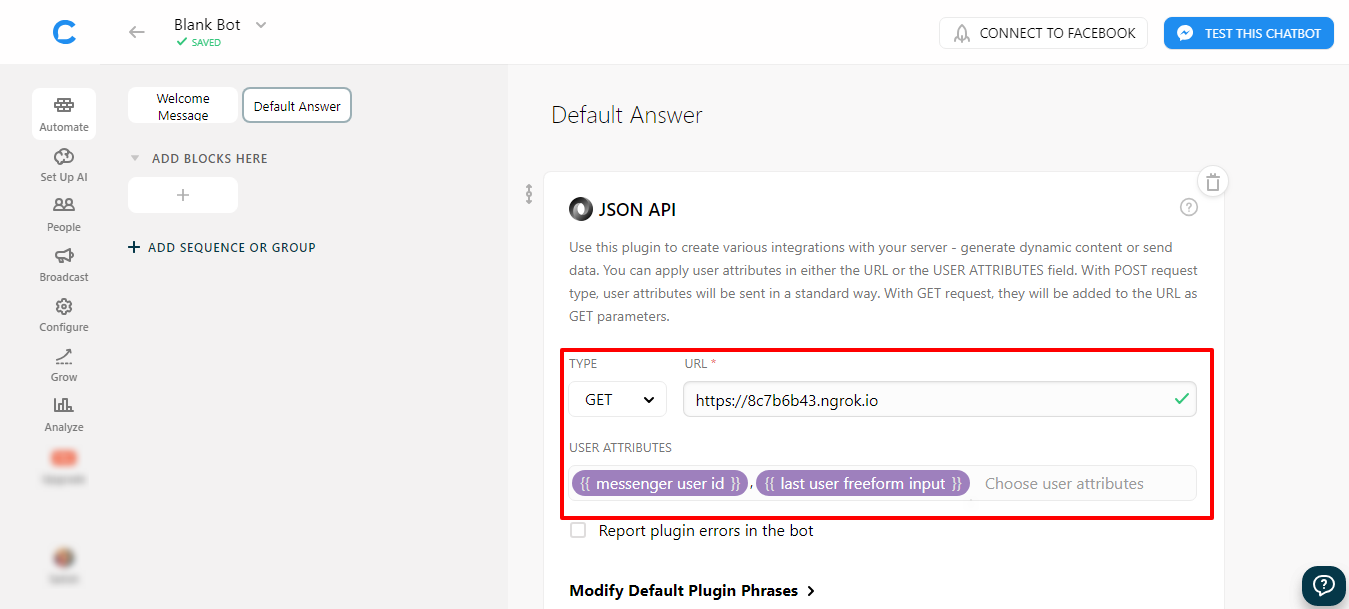 Blank Bot
SAVED
CONNECT TO FACEBOOK
TEST THIS CHATBOT
Automate
Set Up AI
People
Broadcast
Configure
Grow
Analyze
Welcome
Message
Default Answer
ADD BLOCKS HERE
+
+ ADD SEQUENCE OR GROUP
Default Answer
JSON API
?
Use this plugin to create various integrations with your server - generate dynamic content or send
data. You can apply user attributes in either the URL or the USER ATTRIBUTES field. With POST request
type, user attributes will be sent in a standard way. With GET request, they will be added to the URL as
GET parameters.
TYPE URL *
GET https://8c7b6b43.ngrok.io
USER ATTRIBUTES
{{ messenger user id }} , {{ last user freeform input }} Choose user attributes
Report plugin errors in the bot
Modify Default Plugin Phrases >
?